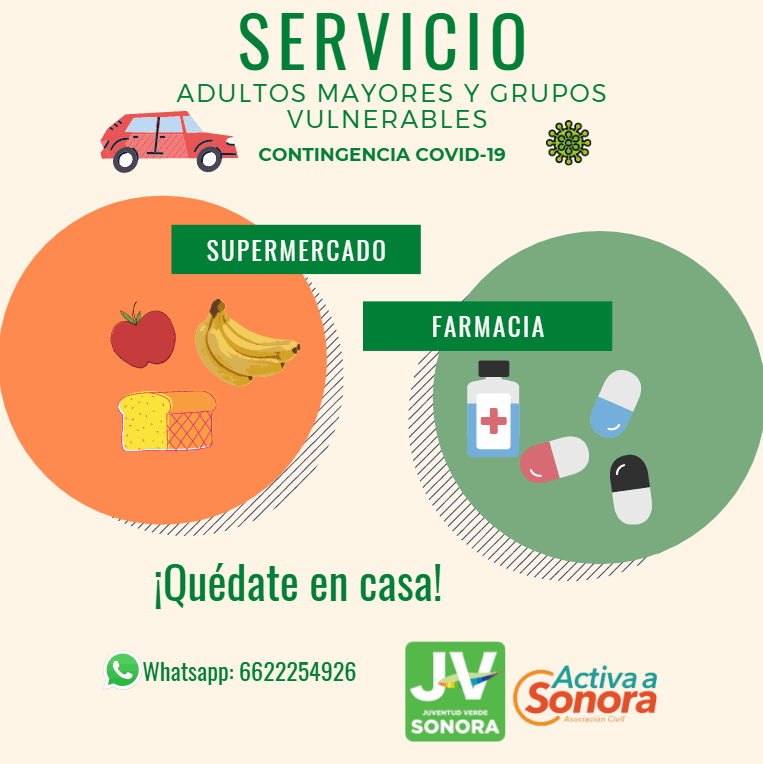 SERVICIO
ADULTOS MAYORES Y GRUPOS
VULNERABLES
CONTINGENCIA COVID-19
SUPERMERCADO
FARMACIA
¡Quédate en casa!
Whatsapp: 6622254926
JV
JUVENTUD VERDE
SONORA
Activa a
Sonora
Asociación Civil